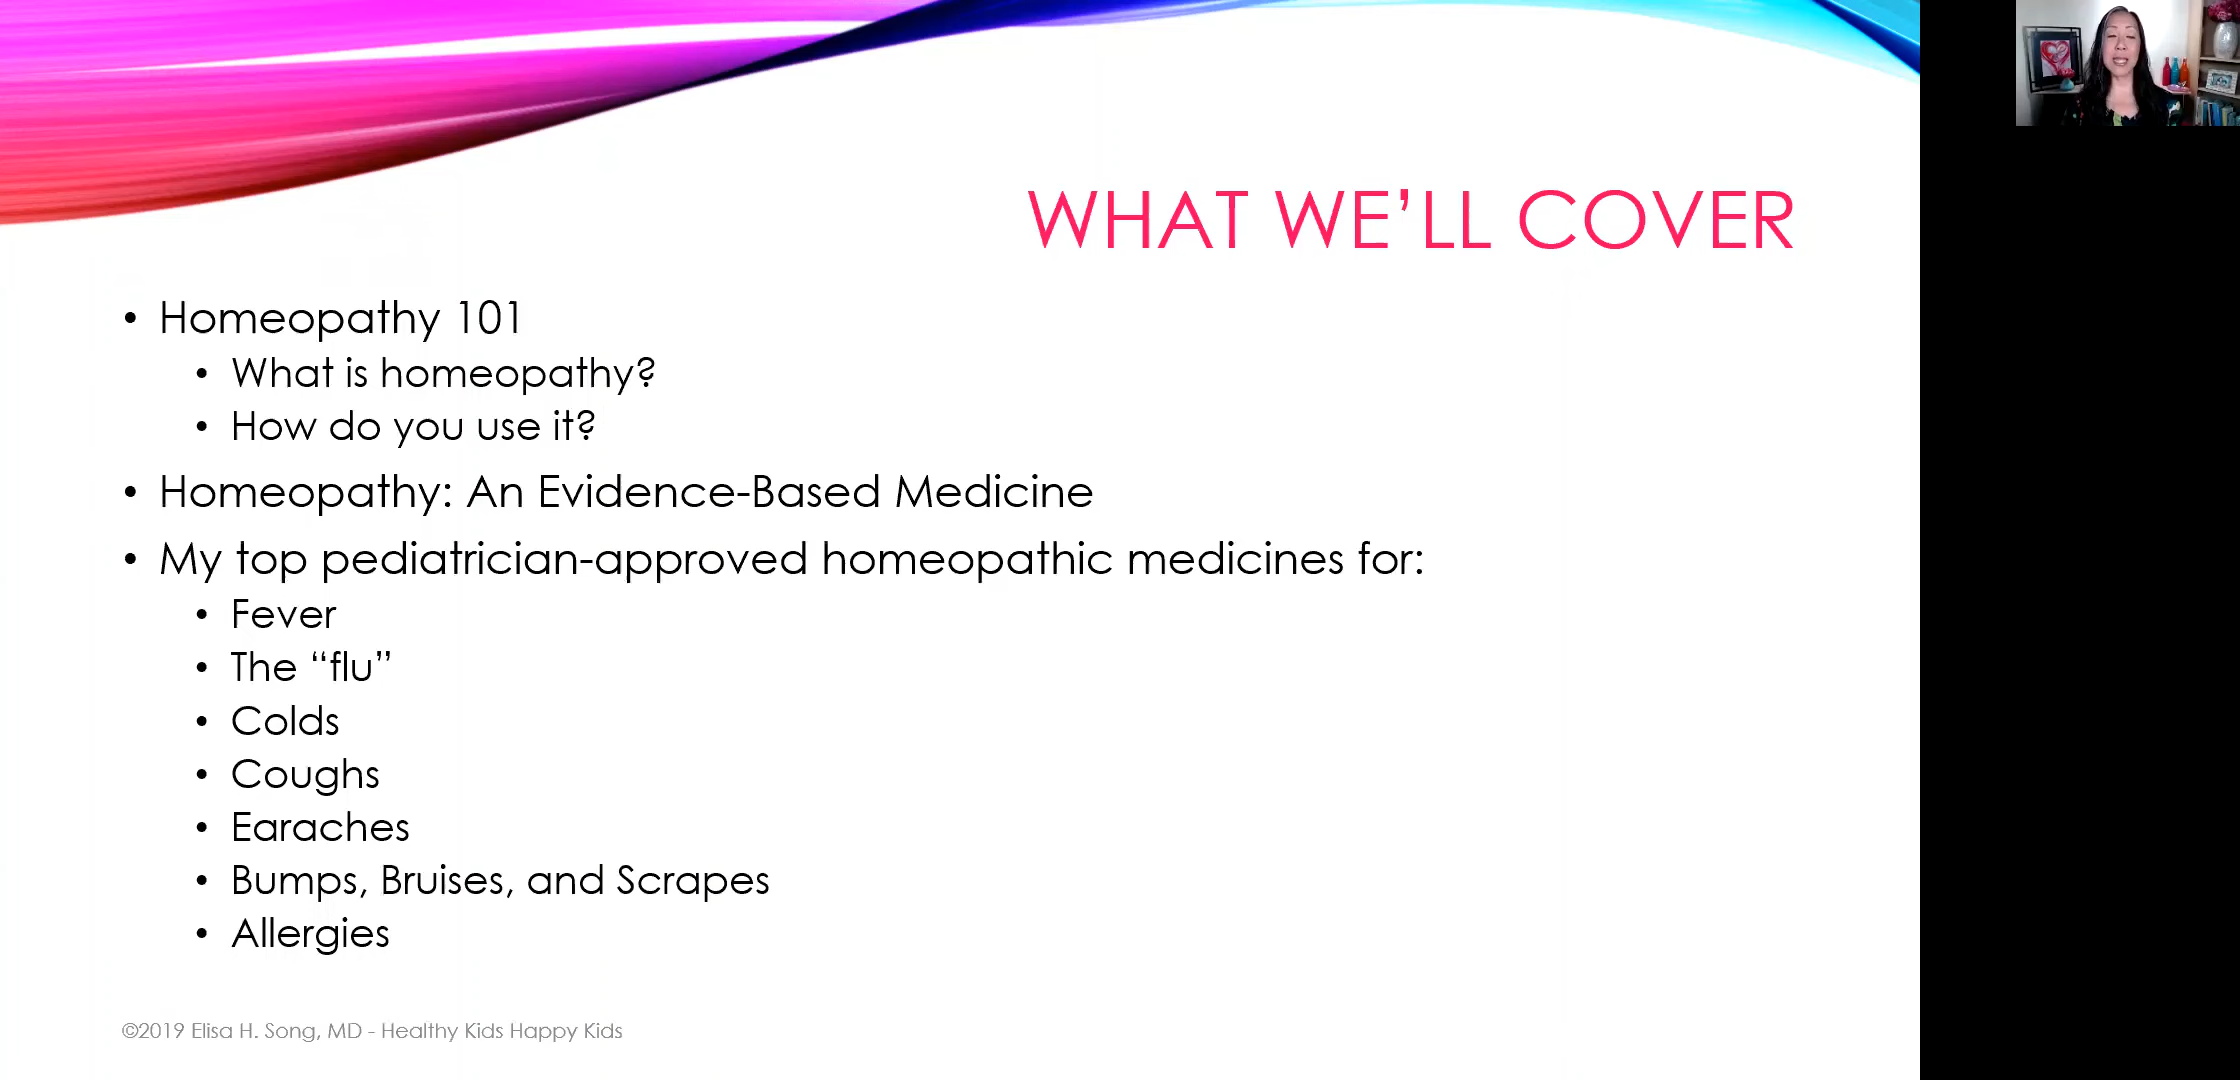 WHAT WE’LL COVER
• Homeopathy 101
• What is homeopathy?
• How do you use it?
• Homeopathy: An Evidence-Based Medicine
• My top pediatrician-approved homeopathic medicines for:
• Fever
• The “flu”
• Colds
• Coughs
• Earaches
• Bumps, Bruises, and Scrapes
• Allergies
©2019 Elisa H. Song, MD - Healthy Kids Happy Kids